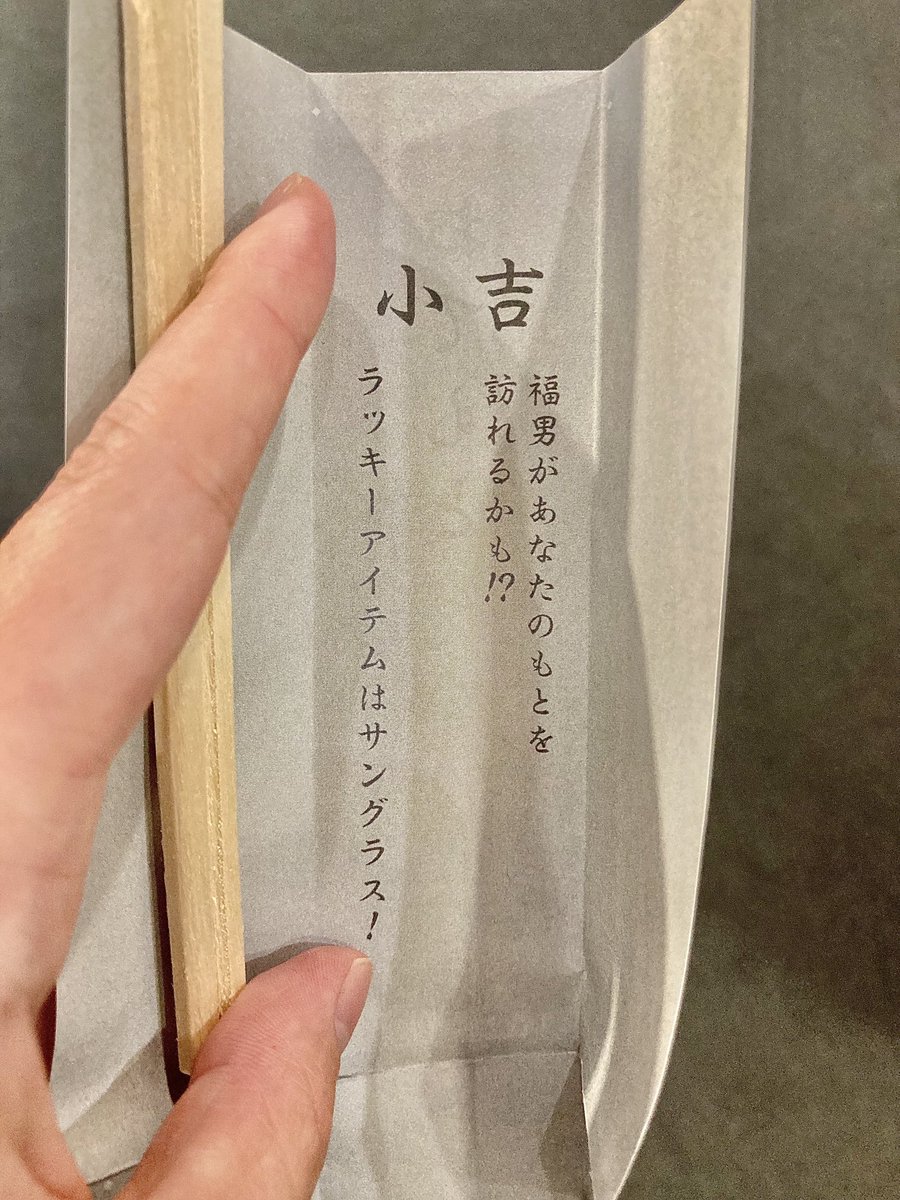 小吉
福男があなたのもとを
訪れるかも!?
ラッキーアイテムはサングラス!